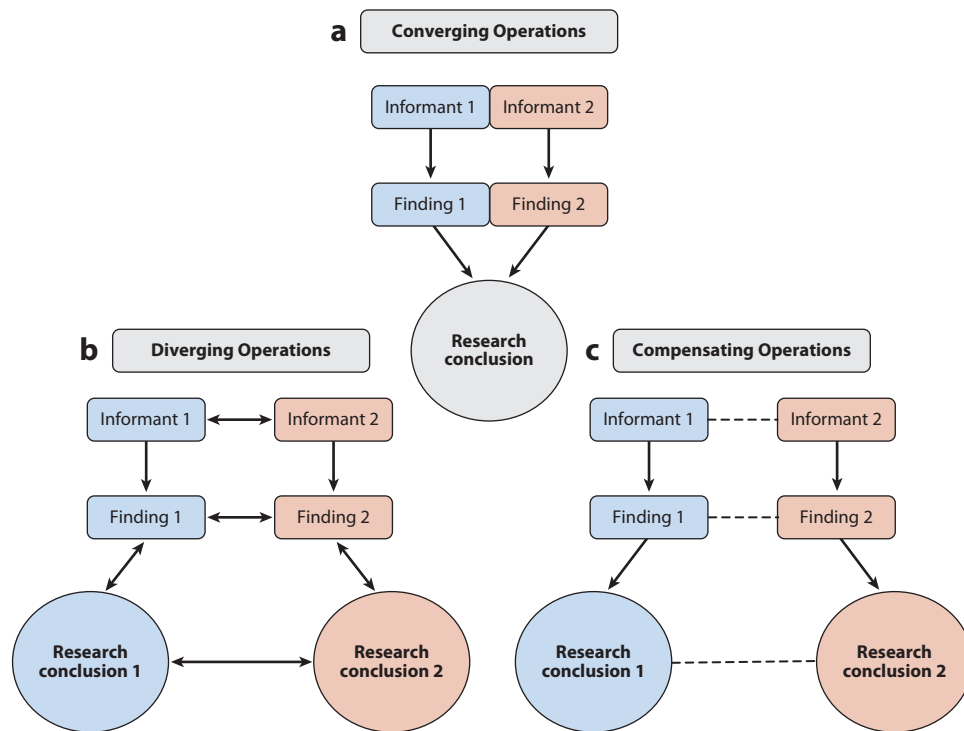 a Converging Operations
Informant 1 Informant 2
Finding 1 Finding 2
Research
conclusion
b Diverging Operations
Informant 1 Informant 2
Finding 1 Finding 2
Research
conclusion 1
Research
conclusion 2
c Compensating Operations
Informant 1 Informant 2
Finding 1 Finding 2
Research
conclusion 1
Research
conclusion 2